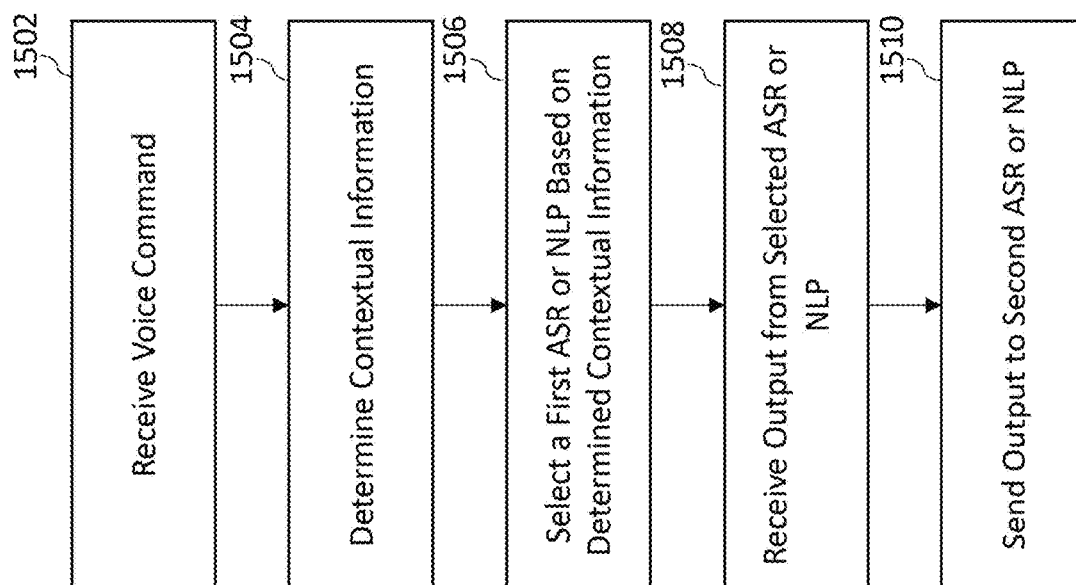 1502
Receive Voice Command
1504
Determine Contextual Information
1506
Select a First ASR or NLP Based on
Determined Contextual Information
1508
Receive Output from Selected ASR or
NLP
1510
Send Output to Second ASR or NLP